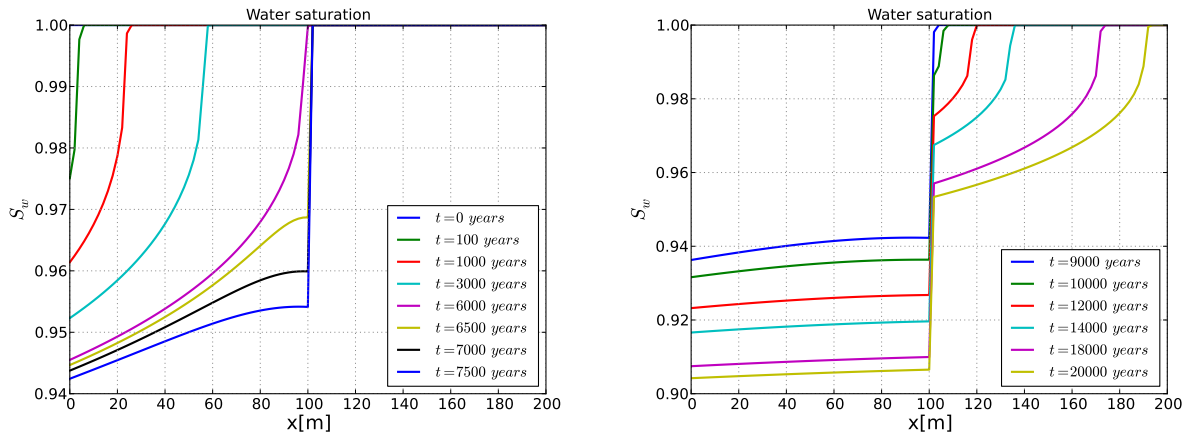 Water saturation
1.00
0.99
0.98
0.97
0.96
0.95
0.94
S_w
0 20 40 60 80 100 120 140 160 180 200
x[m]
t=0 years
t=100 years
t=1000 years
t=3000 years
t=6000 years
t=6500 years
t=7000 years
t=7500 years
Water saturation
1.00
0.98
0.96
0.94
0.92
0.90
S_w
0 20 40 60 80 100 120 140 160 180 200
x[m]
t=9000 years
t=10000 years
t=12000 years
t=14000 years
t=18000 years
t=20000 years